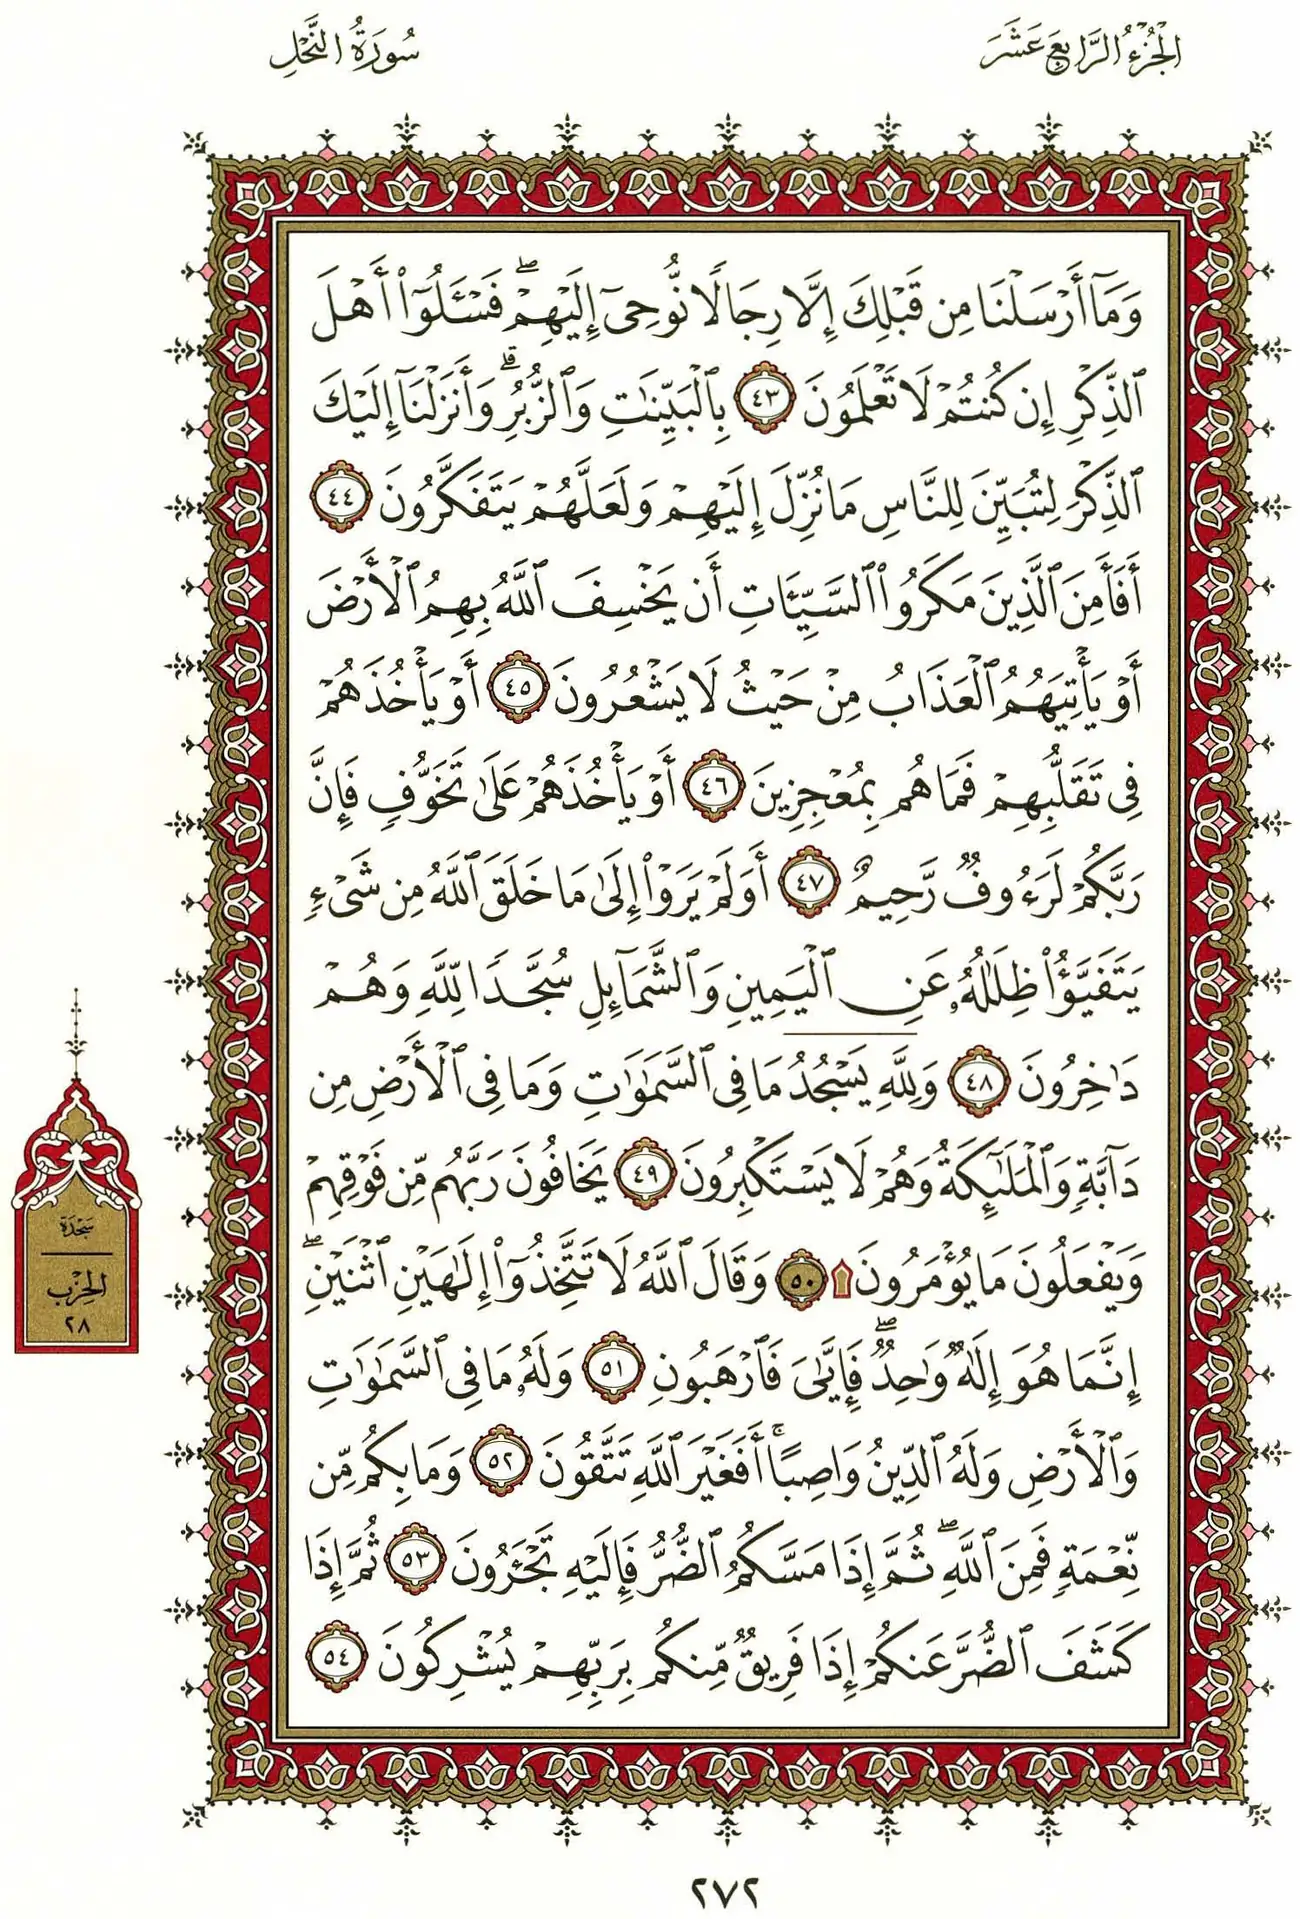 الجزء الرابع عشر
سورة النحل
وَمَآ أَرْسَلْنَا مِن قَبْلِكَ إِلَّا رِجَالًا نُّوحِىٓ إِلَيْهِمْ ۖ فَسْـَٔلُوٓا۟ أَهْلَ
ٱلذِّكْرِ إِن كُنتُمْ لَا تَعْلَمُونَ ٤٣ بِٱلْبَيِّنَٰتِ وَٱلزُّبُرِ ۗ وَأَنزَلْنَآ إِلَيْكَ
ٱلذِّكْرَ لِتُبَيِّنَ لِلنَّاسِ مَا نُزِّلَ إِلَيْهِمْ وَلَعَلَّهُمْ يَتَفَكَّرُونَ ٤٤
أَفَأَمِنَ ٱلَّذِينَ مَكَرُوا۟ ٱلسَّيِّـَٔاتِ أَن يَخْسِفَ ٱللَّهُ بِهِمُ ٱلْأَرْضَ
أَوْ يَأْتِيَهُمُ ٱلْعَذَابُ مِنْ حَيْثُ لَا يَشْعُرُونَ ٤٥ أَوْ يَأْخُذَهُمْ
فِى تَقَلُّبِهِمْ فَمَا هُم بِمُعْجِزِينَ ٤٦ أَوْ يَأْخُذَهُمْ عَلَىٰ تَخَوُّفٍ فَإِنَّ
رَبَّكُمْ لَرَءُوفٌ رَّحِيمٌ ٤٧ أَوَلَمْ يَرَوْا۟ إِلَىٰ مَا خَلَقَ ٱللَّهُ مِن شَىْءٍ
يَتَفَيَّؤُا۟ ظِلَٰلُهُۥ عَنِ ٱلْيَمِينِ وَٱلشَّمَآئِلِ سُجَّدًا لِّلَّهِ وَهُمْ
دَٰخِرُونَ ٤٨ وَلِلَّهِ يَسْجُدُ مَا فِى ٱلسَّمَٰوَٰتِ وَمَا فِى ٱلْأَرْضِ مِن
دَآبَّةٍ وَٱلْمَلَٰٓئِكَةُ وَهُمْ لَا يَسْتَكْبِرُونَ ٤٩ يَخَافُونَ رَبَّهُم مِّن فَوْقِهِمْ
وَيَفْعَلُونَ مَا يُؤْمَرُونَ ۩ ٥٠ وَقَالَ ٱللَّهُ لَا تَتَّخِذُوٓا۟ إِلَٰهَيْنِ ٱثْنَيْنِ ۖ
إِنَّمَا هُوَ إِلَٰهٌ وَٰحِدٌ ۖ فَإِيَّٰىَ فَٱرْهَبُونِ ٥١ وَلَهُۥ مَا فِى ٱلسَّمَٰوَٰتِ
وَٱلْأَرْضِ وَلَهُ ٱلدِّينُ وَاصِبًا ۚ أَفَغَيْرَ ٱللَّهِ تَتَّقُونَ ٥٢ وَمَا بِكُم مِّن
نِّعْمَةٍ فَمِنَ ٱللَّهِ ۖ ثُمَّ إِذَا مَسَّكُمُ ٱلضُّرُّ فَإِلَيْهِ تَجْـَٔرُونَ ٥٣ ثُمَّ إِذَا
كَشَفَ ٱلضُّرَّ عَنكُمْ إِذَا فَرِيقٌ مِّنكُم بِرَبِّهِمْ يُشْرِكُونَ ٥٤
سجدة
الحزب
٢٨
٢٧٢